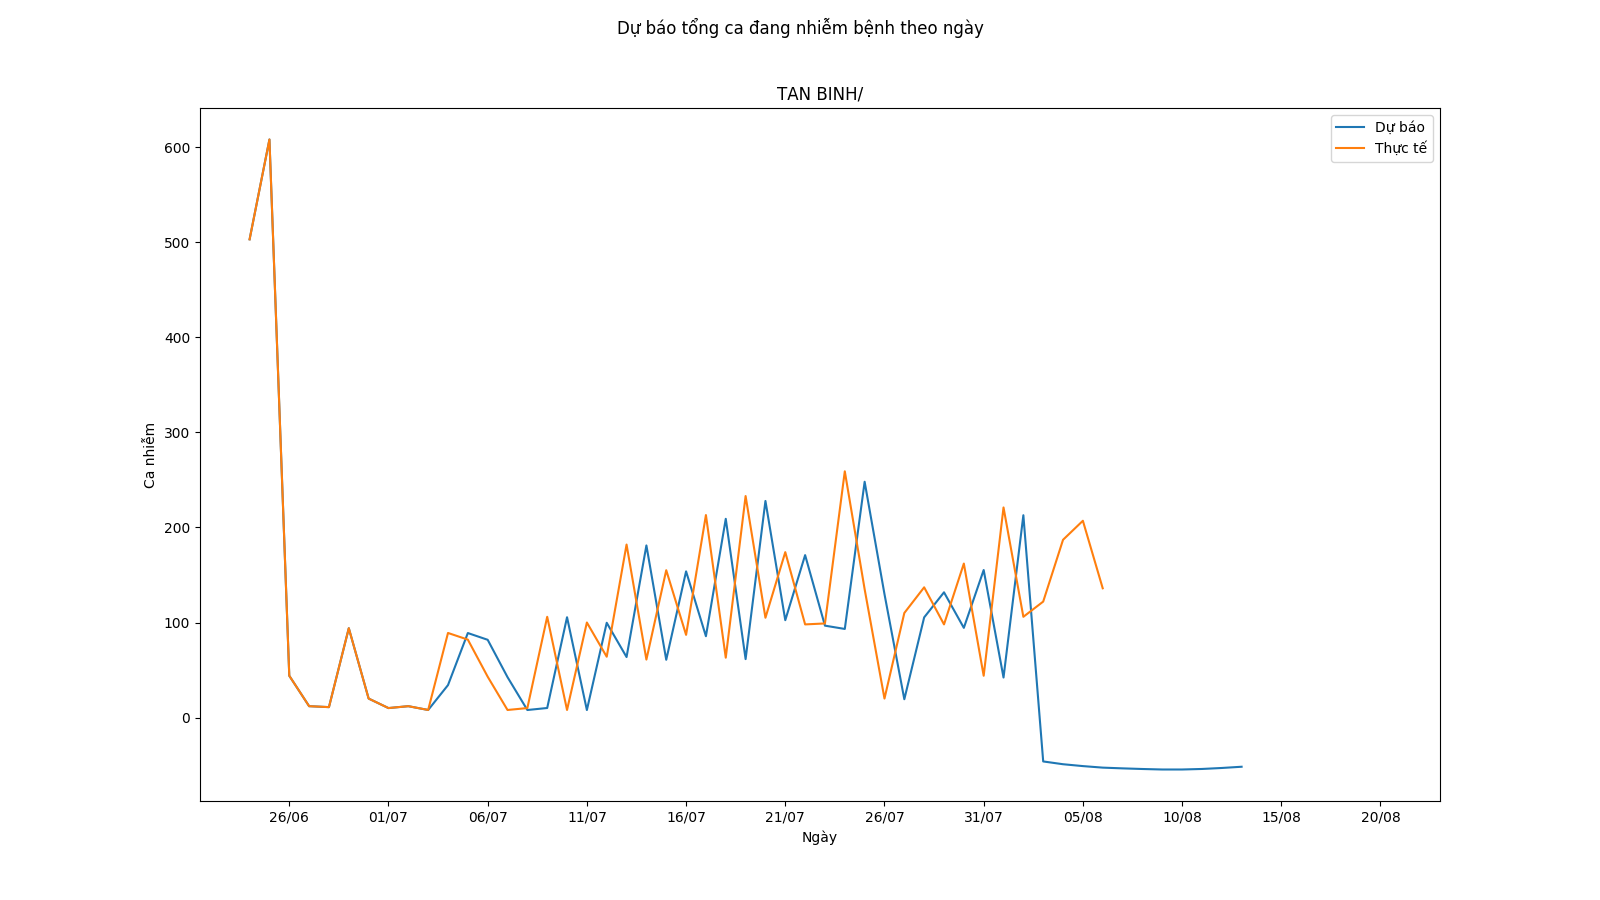 Dự báo tổng ca đang nhiễm bệnh theo ngày
TAN BINH/
Dự báo
Thực tế
600
500
400
300
200
100
0
Ca nhiễm
26/06 01/07 06/07 11/07 16/07 21/07 26/07 31/07 05/08 10/08 15/08 20/08
Ngày